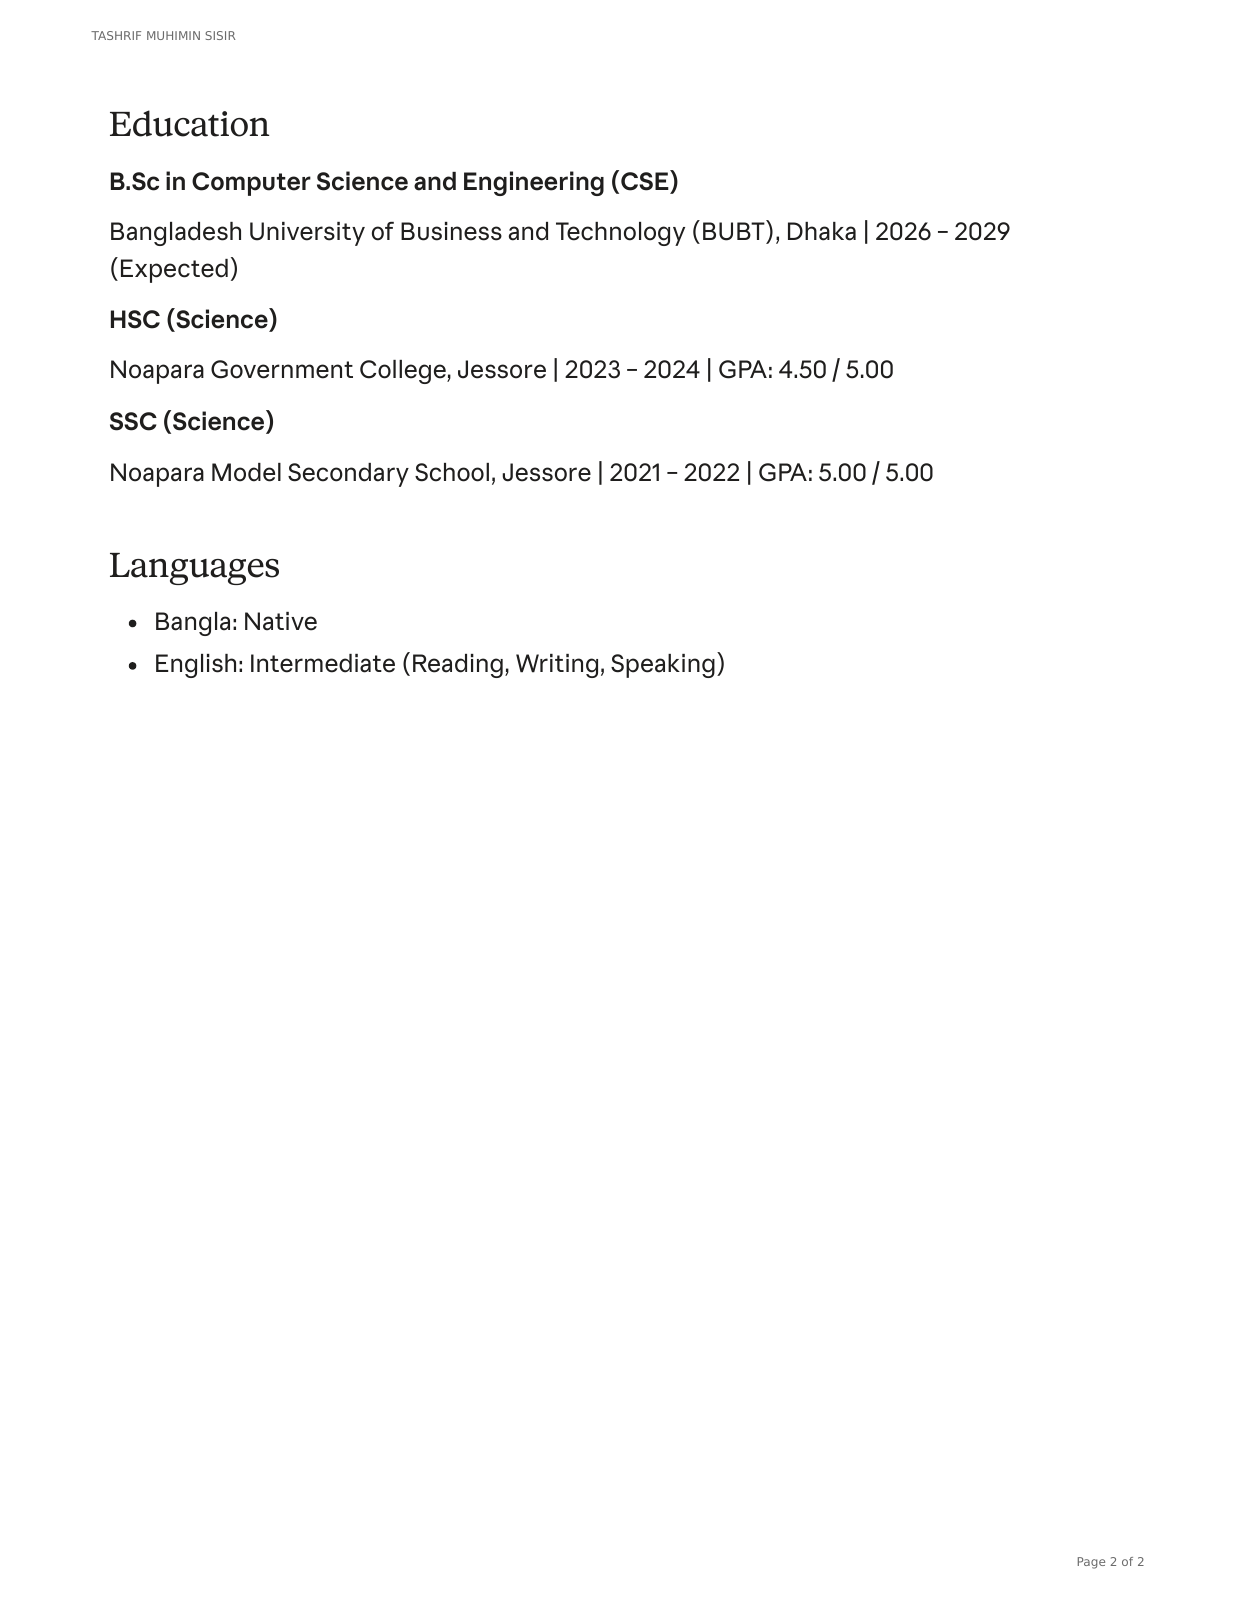 TASHRIF MUHIMIN SISIR
Education
B.Sc in Computer Science and Engineering (CSE)
Bangladesh University of Business and Technology (BUBT), Dhaka | 2026 – 2029
(Expected)
HSC (Science)
Noapara Government College, Jessore | 2023 – 2024 | GPA: 4.50 / 5.00
SSC (Science)
Noapara Model Secondary School, Jessore | 2021 – 2022 | GPA: 5.00 / 5.00
Languages
• Bangla: Native
• English: Intermediate (Reading, Writing, Speaking)
Page 2 of 2